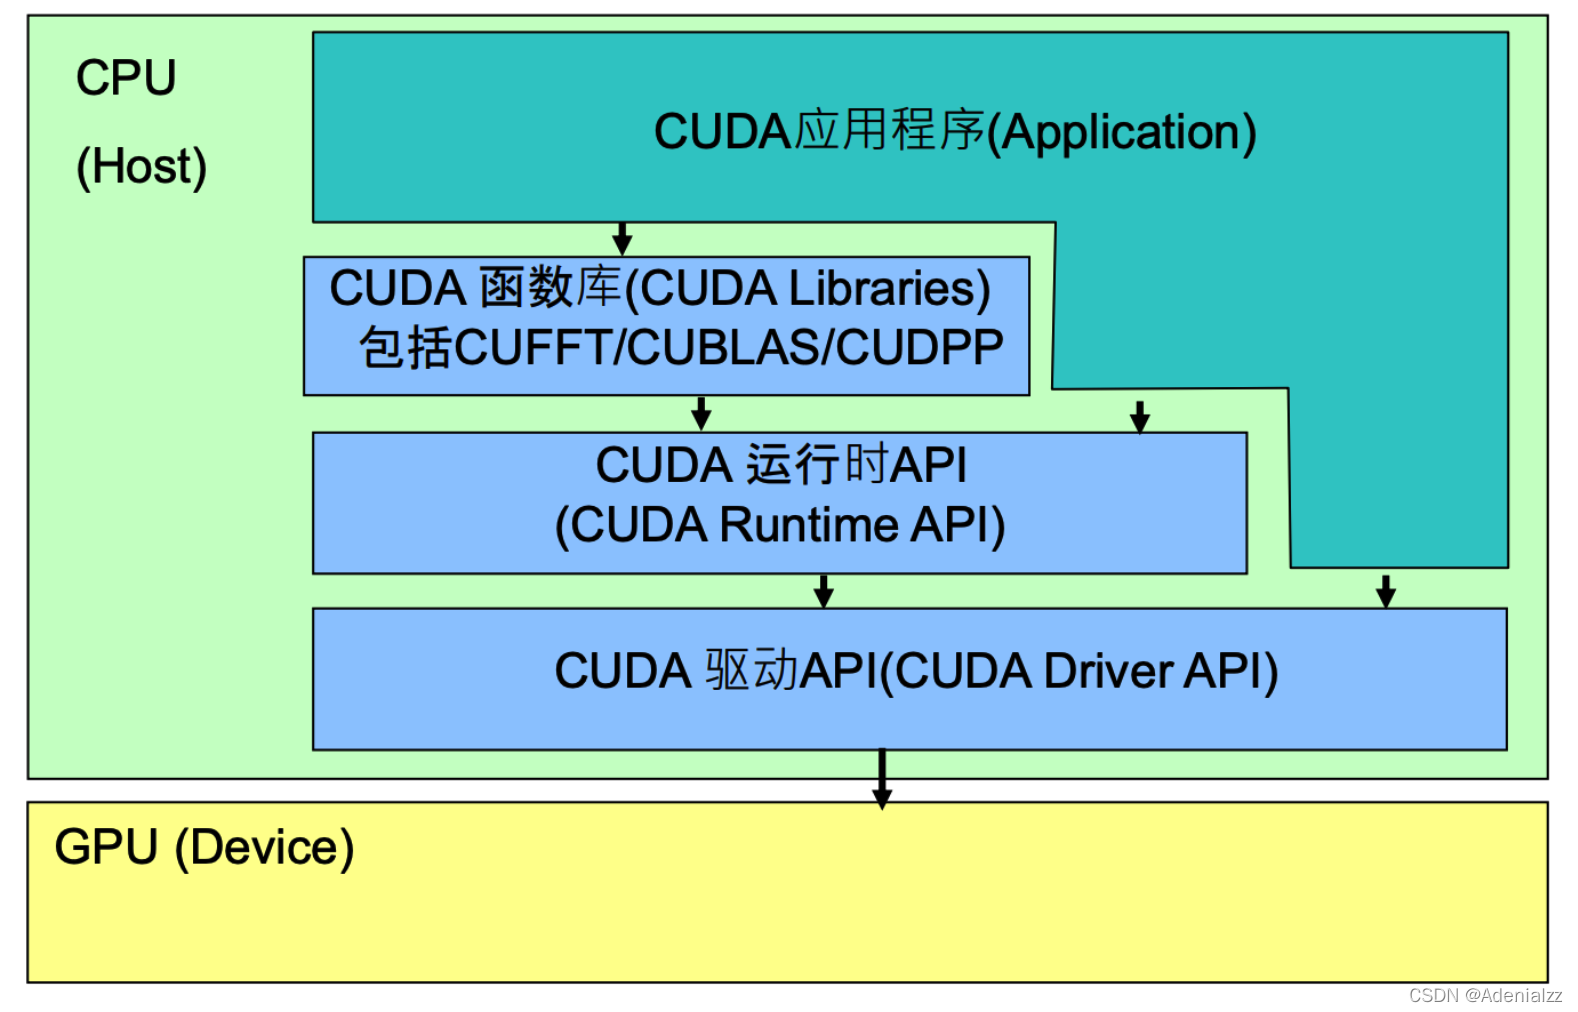 CPU
(Host)
CUDA应用程序(Application)
CUDA 函数库(CUDA Libraries)
包括CUFFT/CUBLAS/CUDPP
CUDA 运行时API
(CUDA Runtime API)
CUDA 驱动API(CUDA Driver API)
GPU (Device)
CSDN @Adenialzz